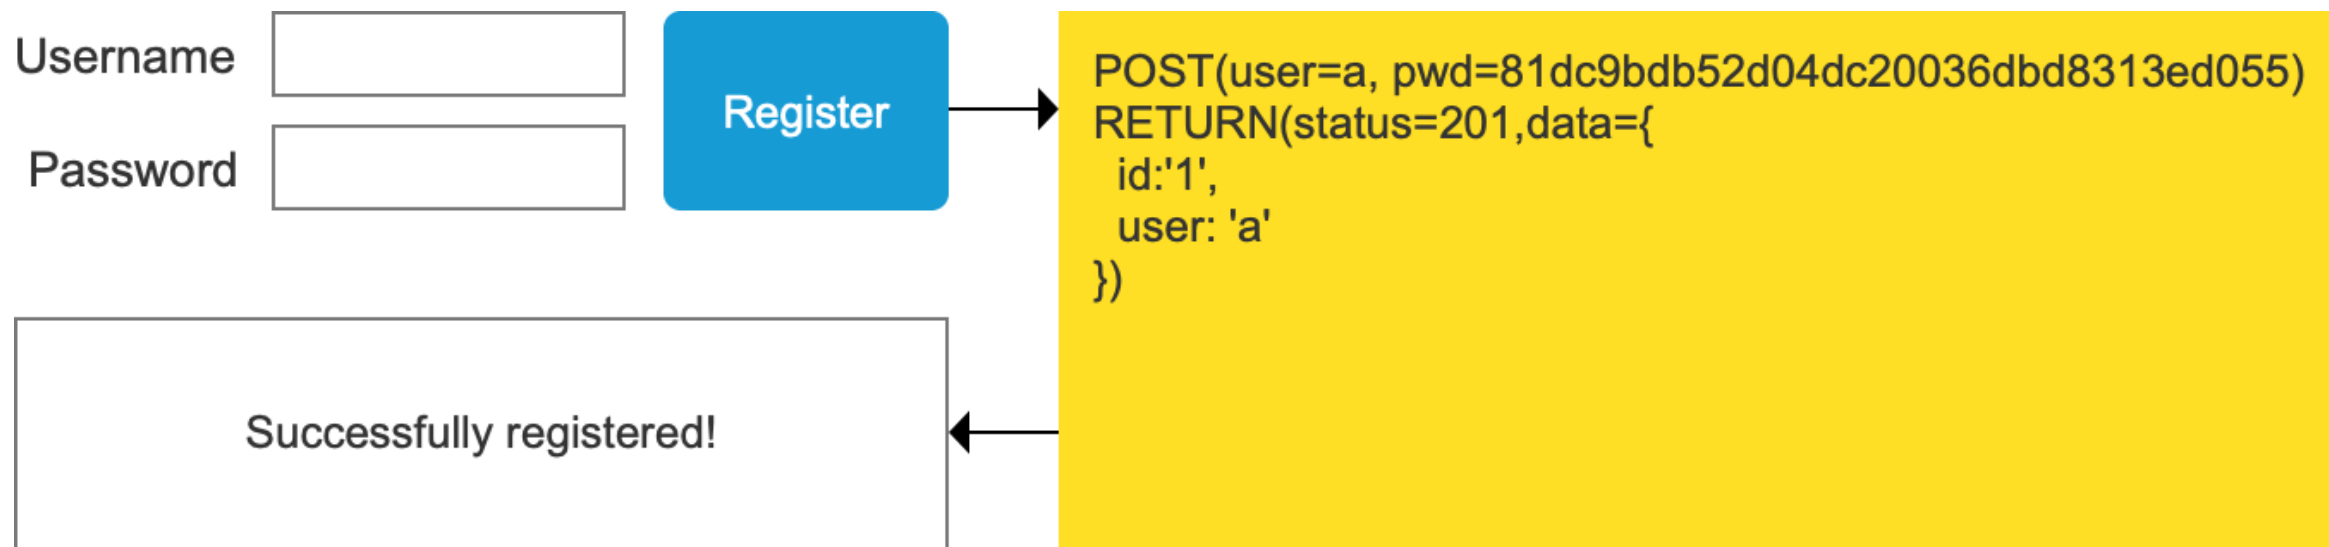 Username
Password
Register
POST(user=a, pwd=81dc9bdb52d04dc20036dbd8313ed055)
RETURN(status=201,data={
id:'1',
user: 'a'
})
Successfully registered!